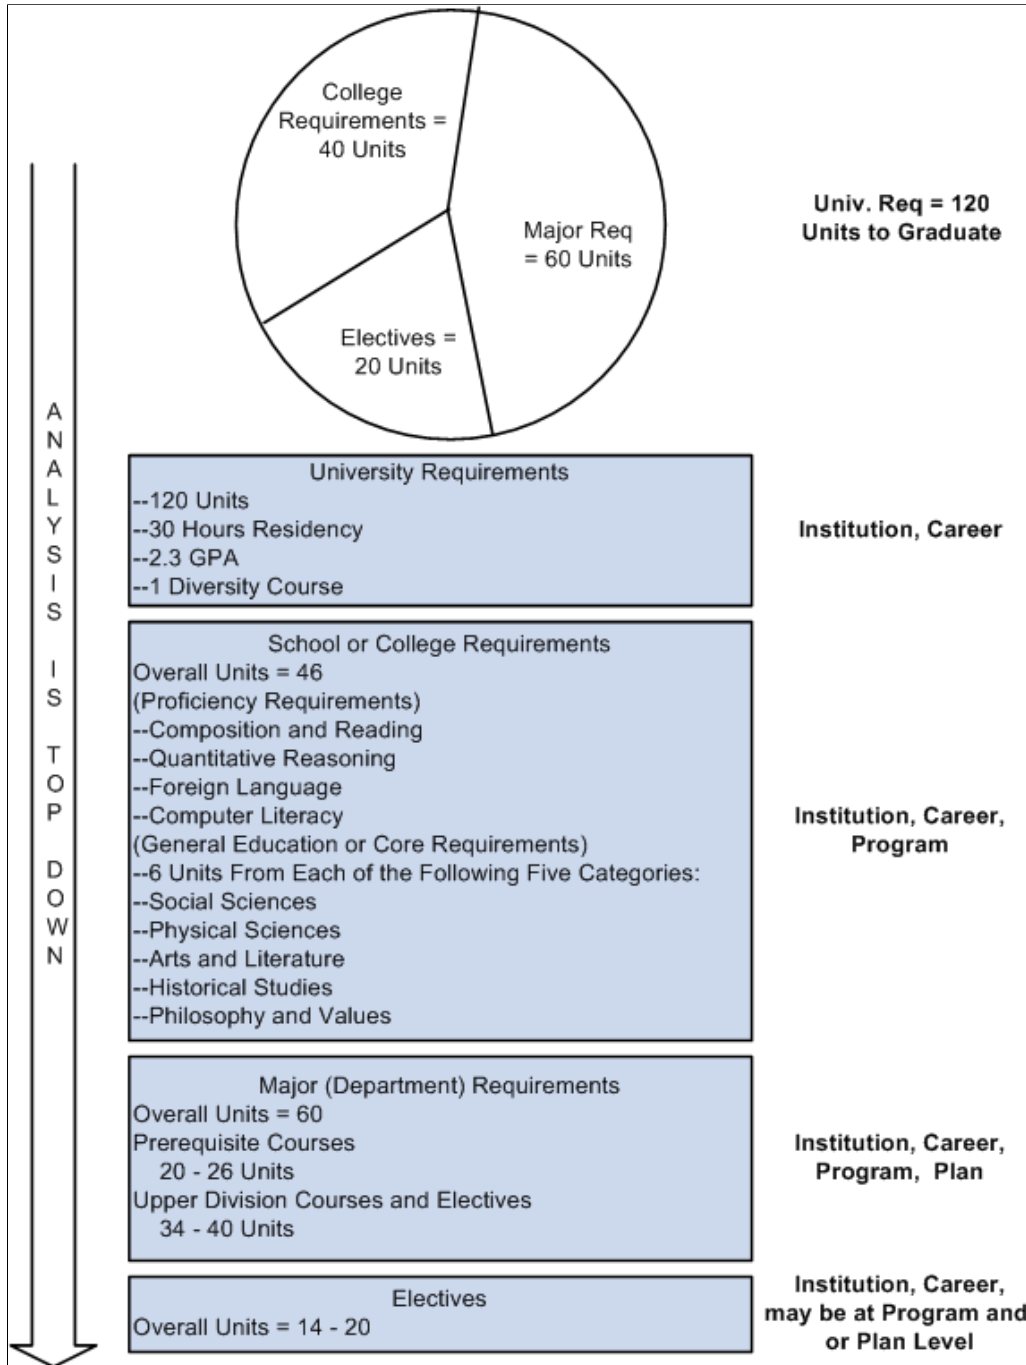 College
Requirements =
40 Units
Major Req
= 60 Units
Electives =
20 Units
Univ. Req = 120
Units to Graduate
ANALYSIS IS TOP DOWN
University Requirements
--120 Units
--30 Hours Residency
--2.3 GPA
--1 Diversity Course
Institution, Career
School or College Requirements
Overall Units = 46
(Proficiency Requirements)
--Composition and Reading
--Quantitative Reasoning
--Foreign Language
--Computer Literacy
(General Education or Core Requirements)
--6 Units From Each of the Following Five Categories:
--Social Sciences
--Physical Sciences
--Arts and Literature
--Historical Studies
--Philosophy and Values
Institution, Career,
Program
Major (Department) Requirements
Overall Units = 60
Prerequisite Courses
20 - 26 Units
Upper Division Courses and Electives
34 - 40 Units
Institution, Career,
Program, Plan
Electives
Overall Units = 14 - 20
Institution, Career,
may be at Program and
or Plan Level